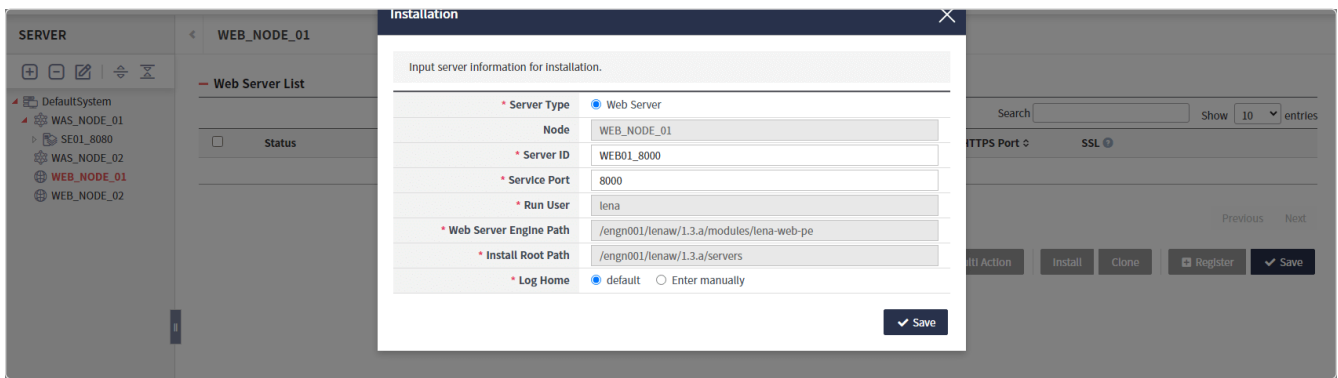 Installation
SERVER
WEB_NODE_01
Input server information for installation.
Web Server List
DefaultSystem
WAS_NODE_01
SE01_8080
WAS_NODE_02
WEB_NODE_01
WEB_NODE_02
Search
Show 10 entries
Status
HTTPS Port
SSL
* Server Type Web Server
Node WEB_NODE_01
* Server ID WEB01_8000
* Service Port 8000
* Run User lena
* Web Server Engine Path /engn001/lenaw/1.3.a/modules/lena-web-pe
* Install Root Path /engn001/lenaw/1.3.a/servers
* Log Home default Enter manually
Save
Previous Next
Action Install Clone Register Save